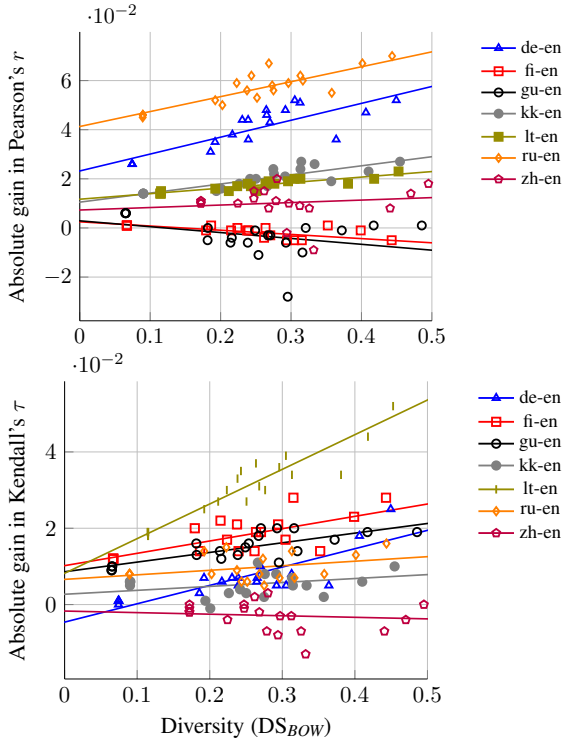 ·10⁻²
6
4
2
0
−2
0 0.1 0.2 0.3 0.4 0.5
Absolute gain in Pearson's r
de-en
fi-en
gu-en
kk-en
lt-en
ru-en
zh-en
·10⁻²
4
2
0
0 0.1 0.2 0.3 0.4 0.5
Absolute gain in Kendall's τ
Diversity (DS_BOW)
de-en
fi-en
gu-en
kk-en
lt-en
ru-en
zh-en